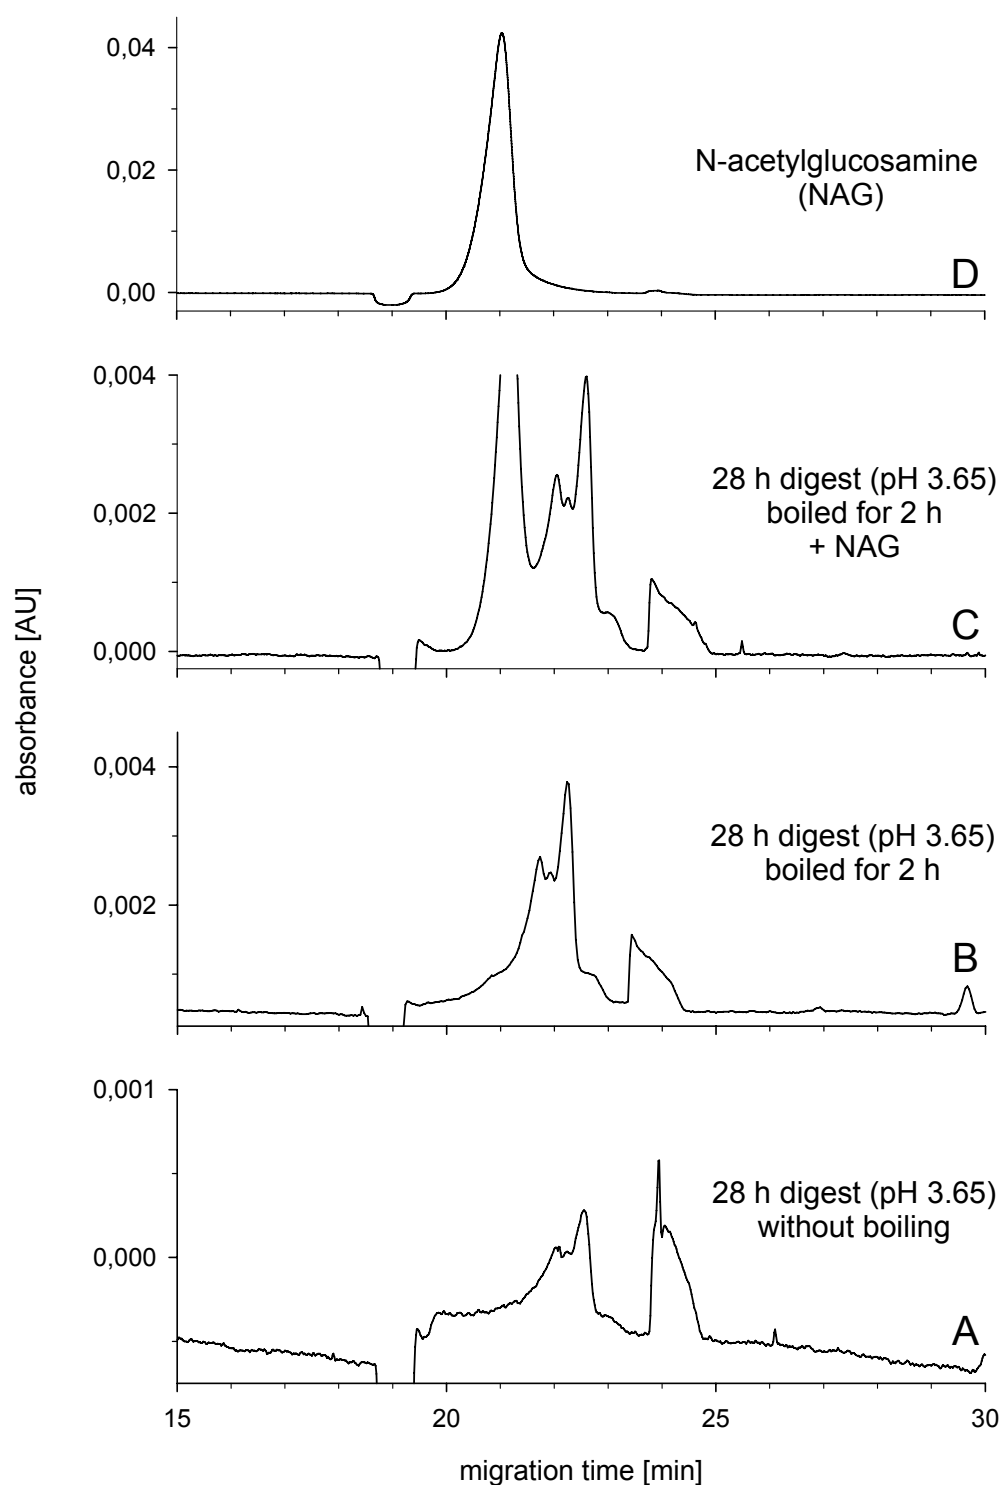 0,04
0,02
0,00
N-acetylglucosamine
(NAG)
D
0,004
0,002
0,000
28 h digest (pH 3.65)
boiled for 2 h
+ NAG
C
absorbance [AU]
0,004
0,002
28 h digest (pH 3.65)
boiled for 2 h
B
0,001
0,000
28 h digest (pH 3.65)
without boiling
A
15 20 25 30
migration time [min]